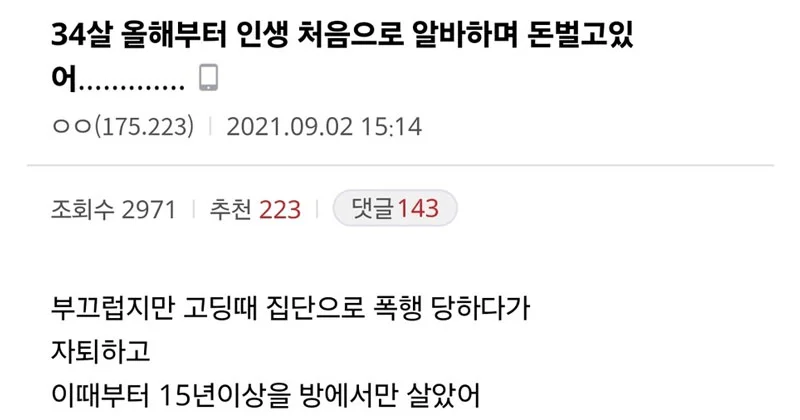 34살 올해부터 인생 처음으로 알바하며 돈벌고있
어.............
ㅇㅇ(175.223) | 2021.09.02 15:14
조회수 2971 | 추천 223 | 댓글 143
부끄럽지만 고딩때 집단으로 폭행 당하다가
자퇴하고
이때부터 15년이상을 방에서만 살았어